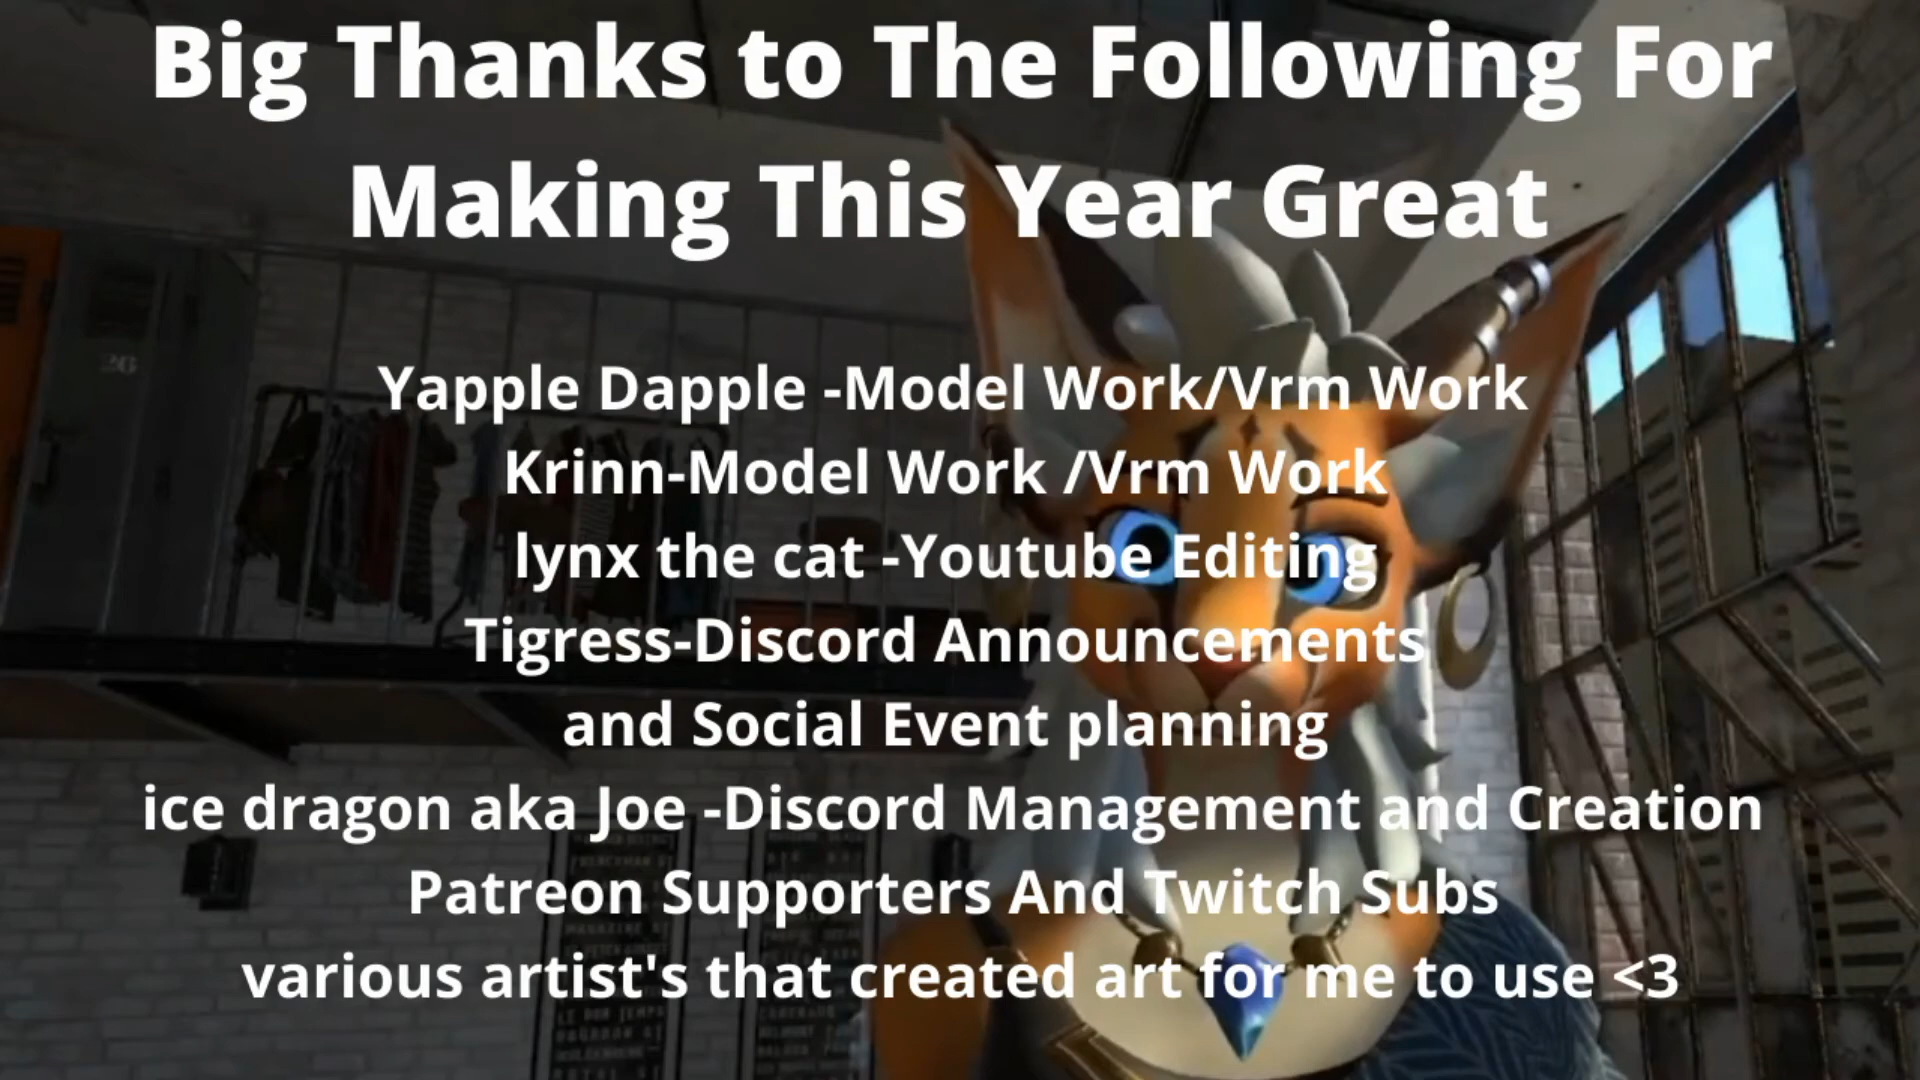 Big Thanks to The Following For
Making This Year Great
26
Yapple Dapple -Model Work/Vrm Work
Krinn-Model Work /Vrm Work
lynx the cat -Youtube Editing
Tigress-Discord Announcements
and Social Event planning
ice dragon aka Joe -Discord Management and Creation
Patreon Supporters And Twitch Subs
various artist's that created art for me to use <3